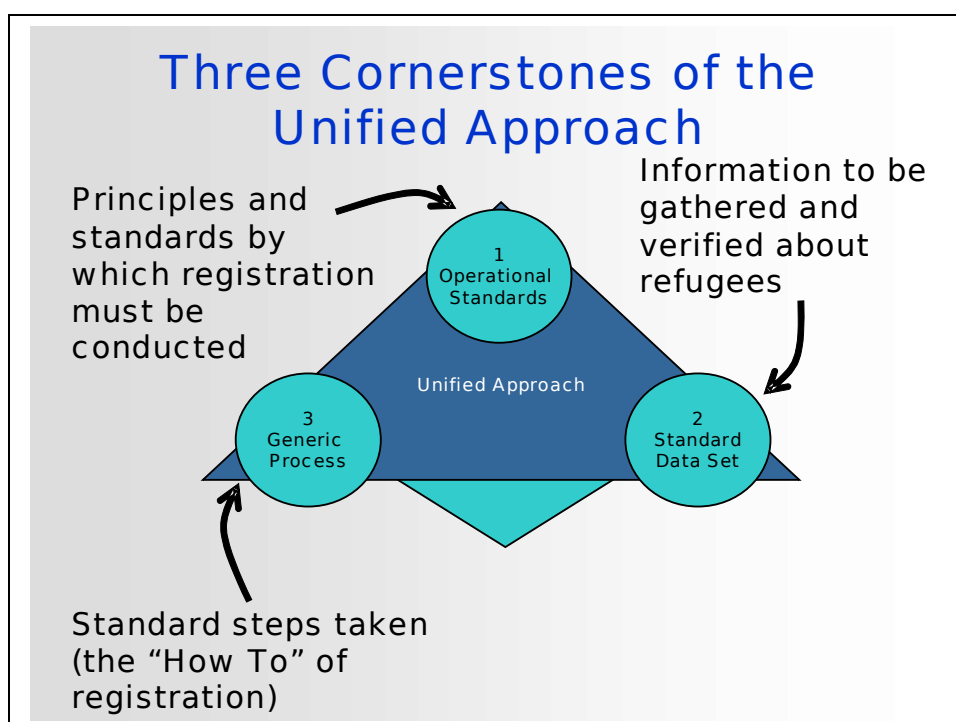 Three Cornerstones of the
Unified Approach
Principles and
standards by
which registration
must be
conducted
Information to be
gathered and
verified about
refugees
1
Operational
Standards
Unified Approach
3
Generic
Process
2
Standard
Data Set
Standard steps taken
(the “How To” of
registration)